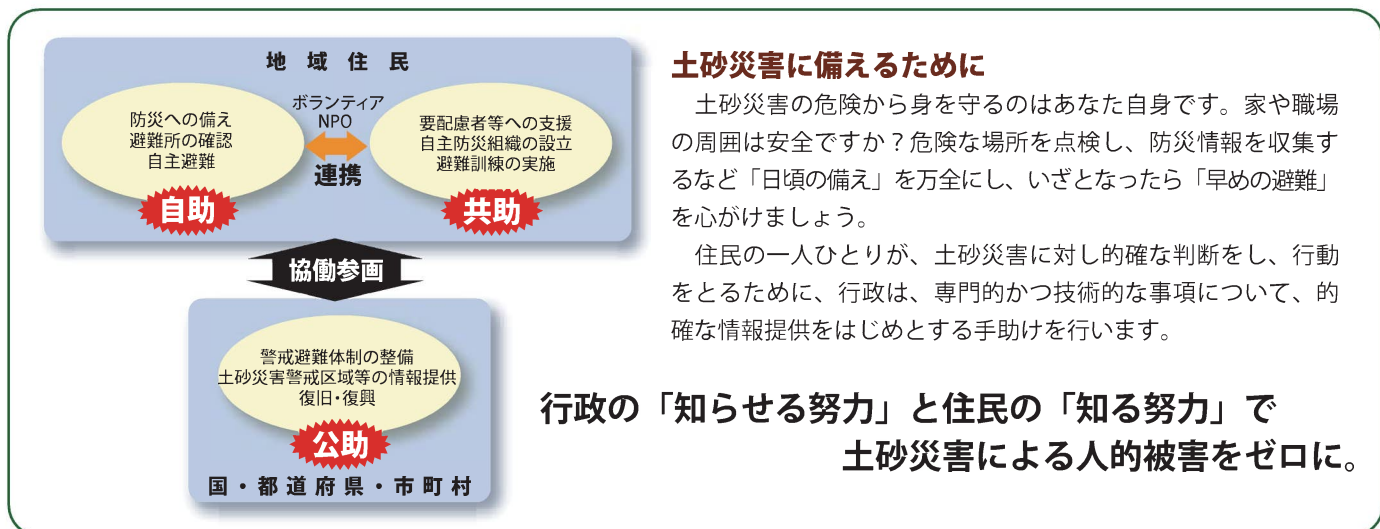 地域住民
防災への備え
避難所の確認
自主避難
自助
ボランティア
NPO
連携
要配慮者等への支援
自主防災組織の設立
避難訓練の実施
共助
協働参画
警戒避難体制の整備
土砂災害警戒区域等の情報提供
復旧・復興
公助
国・都道府県・市町村
土砂災害に備えるために
　土砂災害の危険から身を守るのはあなた自身です。家や職場
の周囲は安全ですか？危険な場所を点検し、防災情報を収集す
るなど「日頃の備え」を万全にし、いざとなったら「早めの避難」
を心がけましょう。
　住民の一人ひとりが、土砂災害に対し的確な判断をし、行動
をとるために、行政は、専門的かつ技術的な事項について、的
確な情報提供をはじめとする手助けを行います。
行政の「知らせる努力」と住民の「知る努力」で
土砂災害による人的被害をゼロに。